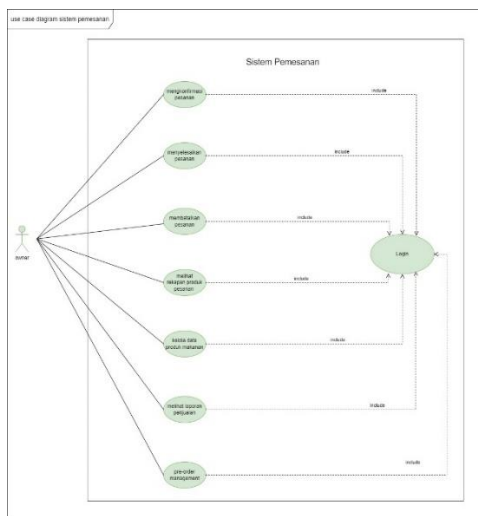 use case diagram sistem pemesanan
Sistem Pemesanan
mengkonfirmasi
pesanan
include
menyelesaikan
pesanan
include
membatalkan
pesanan
include
owner
Login
melihat
rekapan produk
pesanan
include
kelola data
produk makanan
include
melihat laporan
penjualan
include
pre-order
management
include